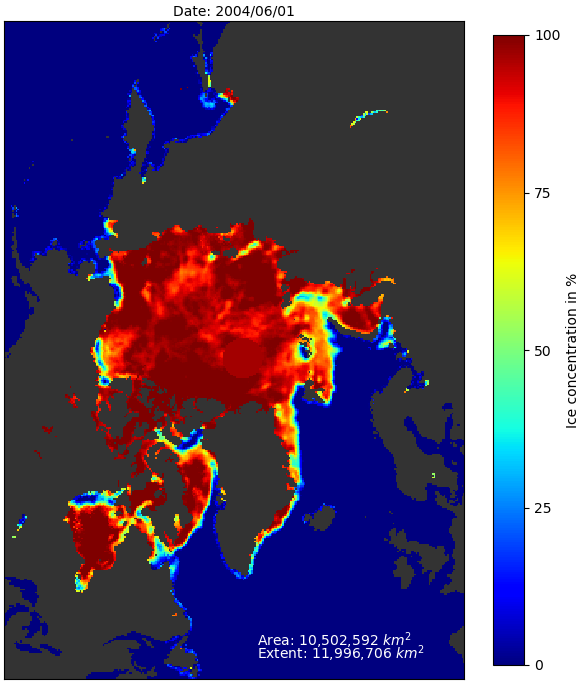 Date: 2004/06/01
100
75
50
25
0
Ice concentration in %
Area: 10,502,592 km²
Extent: 11,996,706 km²